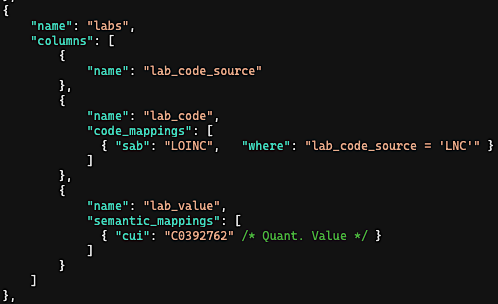 {
    "name": "labs",
    "columns": [
        {
            "name": "lab_code_source"
        },
        {
            "name": "lab_code",
            "code_mappings": [
              { "sab": "LOINC",   "where": "lab_code_source = 'LNC'" }
            ]
        },
        {
            "name": "lab_value",
            "semantic_mappings": [
              { "cui": "C0392762" /* Quant. Value */ }
            ]
        }
    ]
},